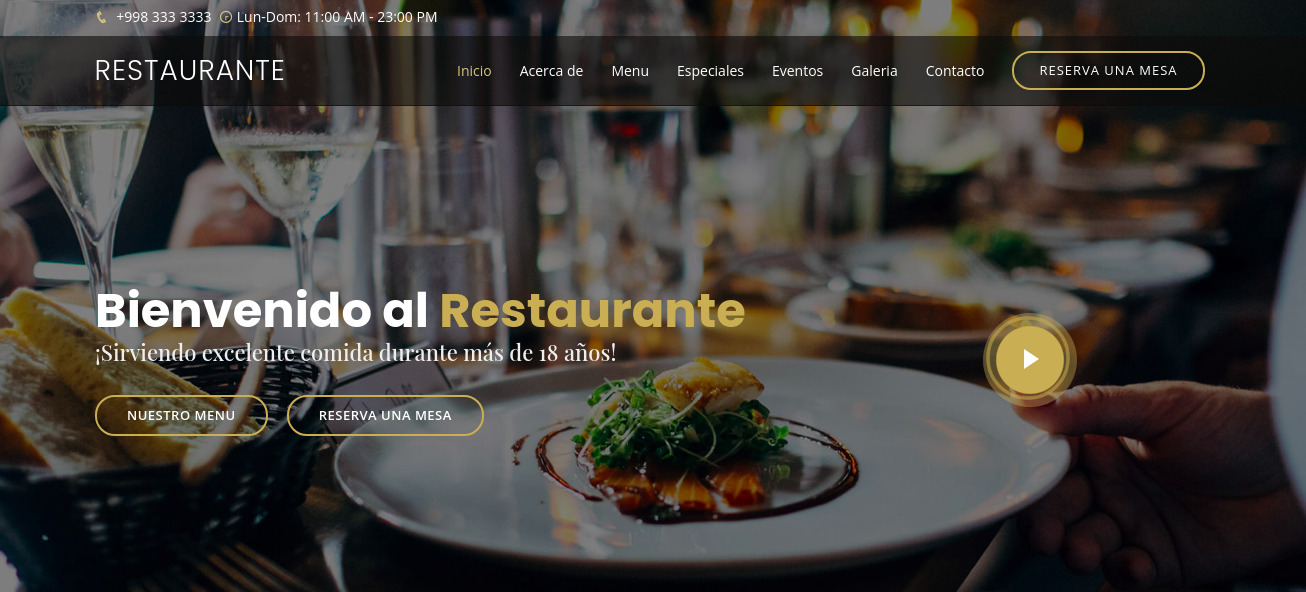 +998 333 3333 Lun-Dom: 11:00 AM - 23:00 PM
RESTAURANTE
Inicio Acerca de Menu Especiales Eventos Galeria Contacto RESERVA UNA MESA
Bienvenido al Restaurante
¡Sirviendo excelente comida durante más de 18 años!
NUESTRO MENU RESERVA UNA MESA